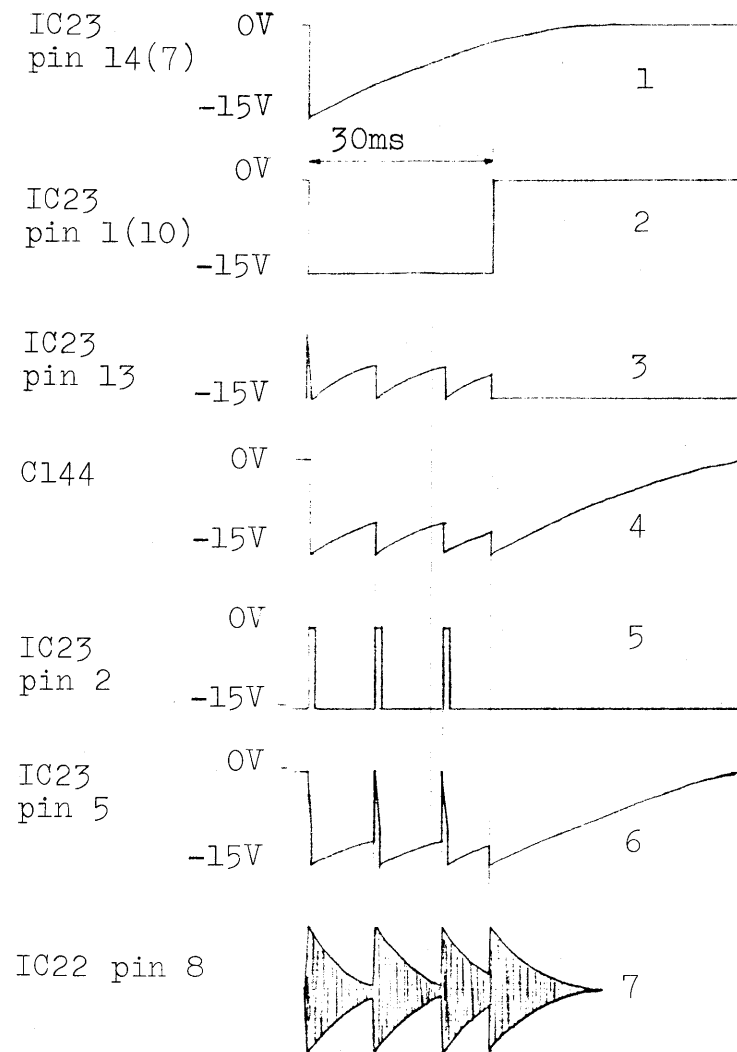 IC23
pin 14(7)
0V
-15V
1
30ms
IC23
pin 1(10)
0V
-15V
2
IC23
pin 13
-15V
3
C144
0V
-15V
4
IC23
pin 2
0V
-15V
5
IC23
pin 5
0V
-15V
6
IC22 pin 8
7